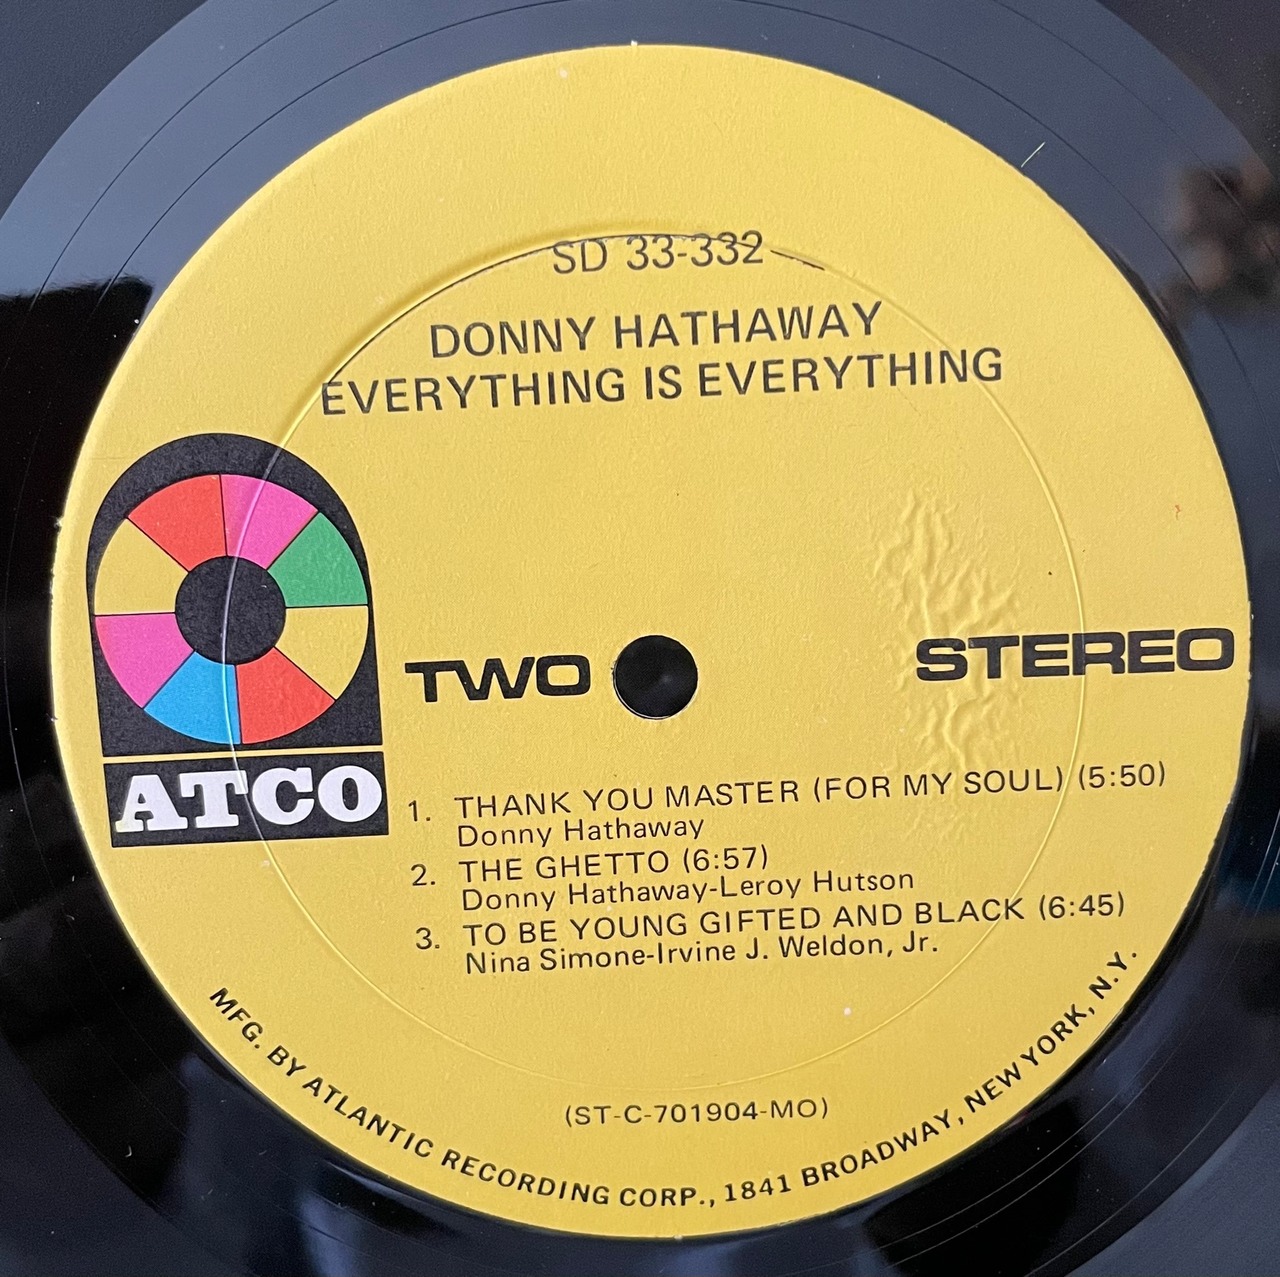 SD 33-332
DONNY HATHAWAY
EVERYTHING IS EVERYTHING
TWO
STEREO
ATCO
1. THANK YOU MASTER (FOR MY SOUL) (5:50)
Donny Hathaway
2. THE GHETTO (6:57)
Donny Hathaway-Leroy Hutson
3. TO BE YOUNG GIFTED AND BLACK (6:45)
Nina Simone-Irvine J. Weldon, Jr.
(ST-C-701904-MO)
MFG. BY ATLANTIC RECORDING CORP., 1841 BROADWAY, NEW YORK, N.Y.